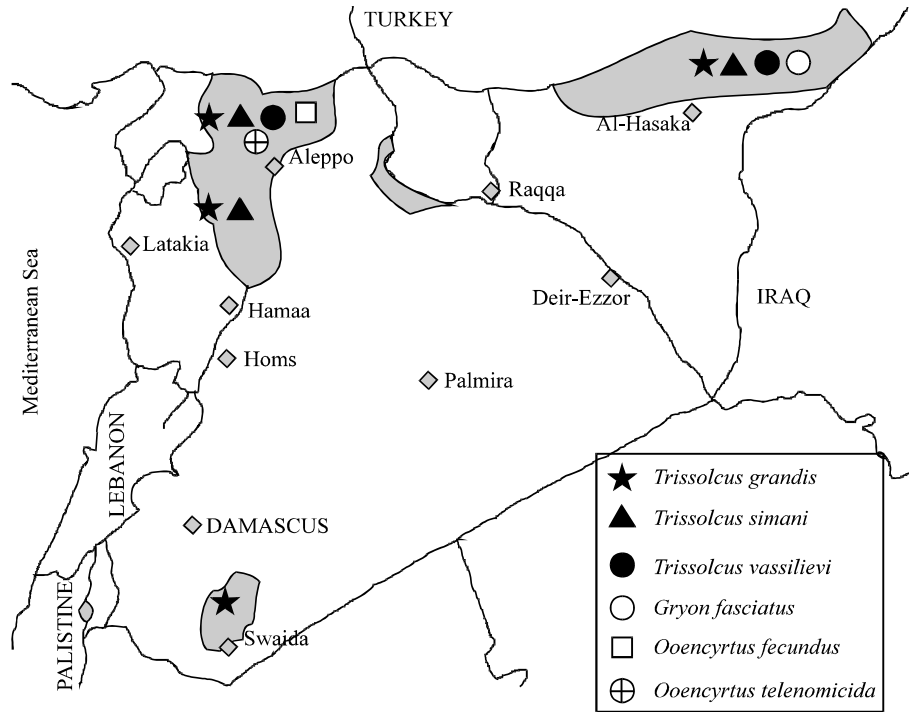 TURKEY
Al-Hasaka
Aleppo
Raqqa
Latakia
Deir-Ezzor
IRAQ
Hamaa
Mediterranean Sea
Homs
Palmira
LEBANON
DAMASCUS
PALISTINE
Swaida
Trissolcus grandis
Trissolcus simani
Trissolcus vassilievi
Gryon fasciatus
Ooencyrtus fecundus
Ooencyrtus telenomicida